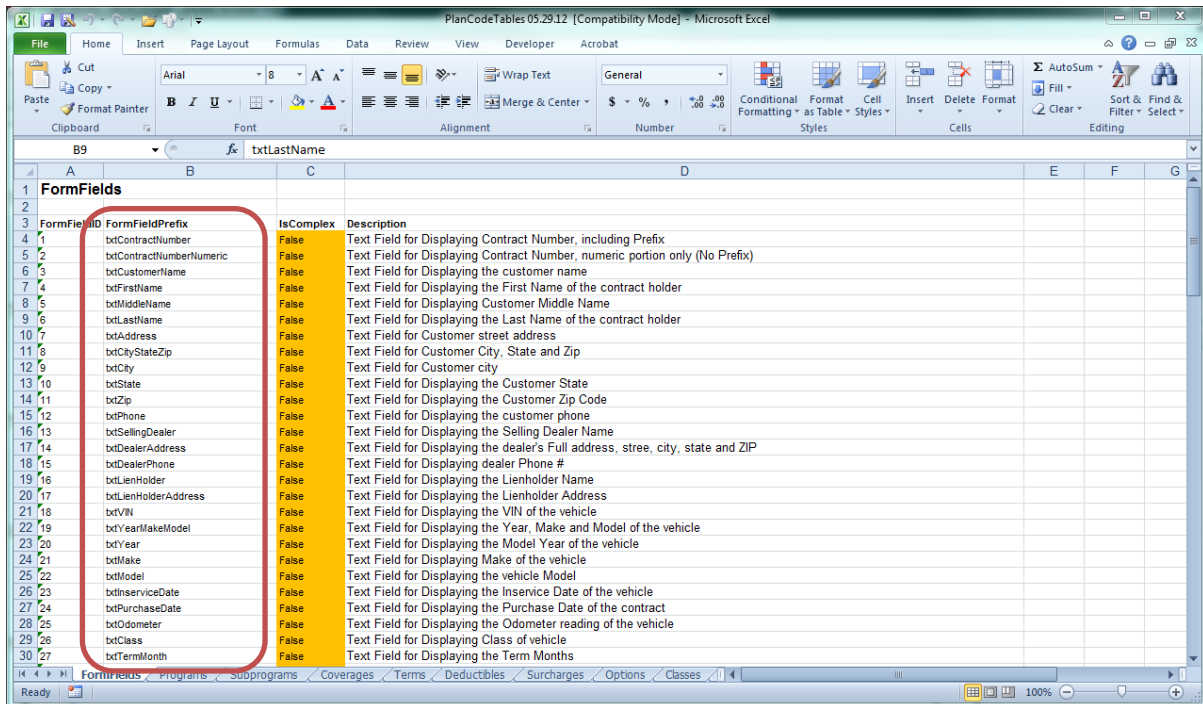 PlanCodeTables 05.29.12 [Compatibility Mode] - Microsoft Excel
File Home Insert Page Layout Formulas Data Review View Developer Acrobat
Cut
Copy
Format Painter
Paste
Clipboard
Arial 8
B I U
Font
Wrap Text
Merge & Center
Alignment
General
$ % ,
Number
Conditional Formatting
Format as Table
Cell Styles
Styles
Insert Delete Format
Cells
Σ AutoSum
Fill
Clear
Sort & Filter
Find & Select
Editing
B9 fx txtLastName
A B C D E F G
1 FormFields
2
3 FormFieldID FormFieldPrefix IsComplex Description
4 1 txtContractNumber False Text Field for Displaying Contract Number, including Prefix
5 2 txtContractNumberNumeric False Text Field for Displaying Contract Number, numeric portion only (No Prefix)
6 3 txtCustomerName False Text Field for Displaying the customer name
7 4 txtFirstName False Text Field for Displaying the First Name of the contract holder
8 5 txtMiddleName False Text Field for Displaying Customer Middle Name
9 6 txtLastName False Text Field for Displaying the Last Name of the contract holder
10 7 txtAddress False Text Field for Customer street address
11 8 txtCityStateZip False Text Field for Customer City, State and Zip
12 9 txtCity False Text Field for Customer city
13 10 txtState False Text Field for Displaying the Customer State
14 11 txtZip False Text Field for Displaying the Customer Zip Code
15 12 txtPhone False Text Field for Displaying the customer phone
16 13 txtSellingDealer False Text Field for Displaying the Selling Dealer Name
17 14 txtDealerAddress False Text Field for Displaying the dealer's Full address, stree, city, state and ZIP
18 15 txtDealerPhone False Text Field for Displaying dealer Phone #
19 16 txtLienHolder False Text Field for Displaying the Lienholder Name
20 17 txtLienHolderAddress False Text Field for Displaying the Lienholder Address
21 18 txtVIN False Text Field for Displaying the VIN of the vehicle
22 19 txtYearMakeModel False Text Field for Displaying the Year, Make and Model of the vehicle
23 20 txtYear False Text Field for Displaying the Model Year of the vehicle
24 21 txtMake False Text Field for Displaying Make of the vehicle
25 22 txtModel False Text Field for Displaying the vehicle Model
26 23 txtInserviceDate False Text Field for Displaying the Inservice Date of the vehicle
27 24 txtPurchaseDate False Text Field for Displaying the Purchase Date of the contract
28 25 txtOdometer False Text Field for Displaying the Odometer reading of the vehicle
29 26 txtClass False Text Field for Displaying Class of vehicle
30 27 txtTermMonth False Text Field for Displaying the Term Months
FormFields Programs Subprograms Coverages Terms Deductibles Surcharges Options Classes
Ready 100%